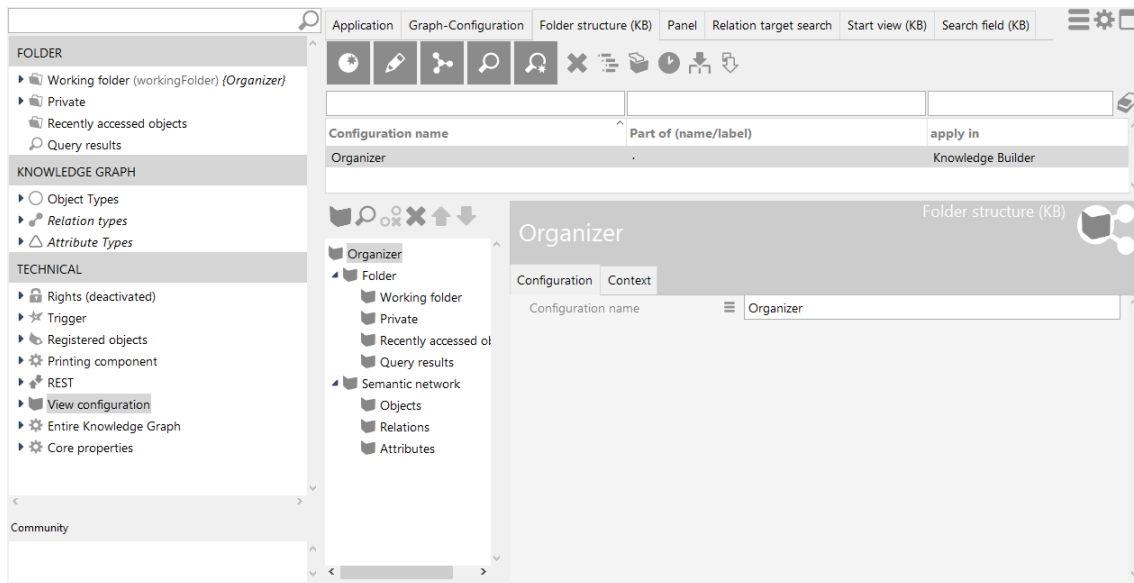 FOLDER
Working folder (workingFolder) {Organizer}
Private
Recently accessed objects
Query results
KNOWLEDGE GRAPH
Object Types
Relation types
Attribute Types
TECHNICAL
Rights (deactivated)
Trigger
Registered objects
Printing component
REST
View configuration
Entire Knowledge Graph
Core properties
Community
Application Graph-Configuration Folder structure (KB) Panel Relation target search Start view (KB) Search field (KB)
Configuration name Part of (name/label) apply in
Organizer . Knowledge Builder
Organizer
Folder
Working folder
Private
Recently accessed ob
Query results
Semantic network
Objects
Relations
Attributes
Folder structure (KB)
Organizer
Configuration Context
Configuration name Organizer